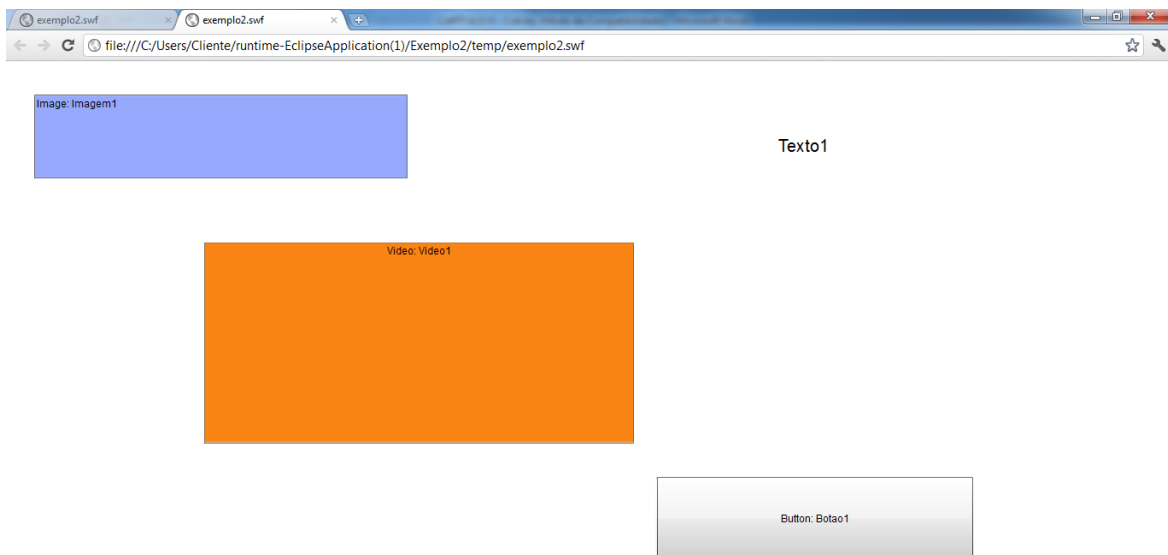 exemplo2.swf
exemplo2.swf
file:///C:/Users/Cliente/runtime-EclipseApplication(1)/Exemplo2/temp/exemplo2.swf
Image: Imagem1
Texto1
Video: Video1
Button: Botao1